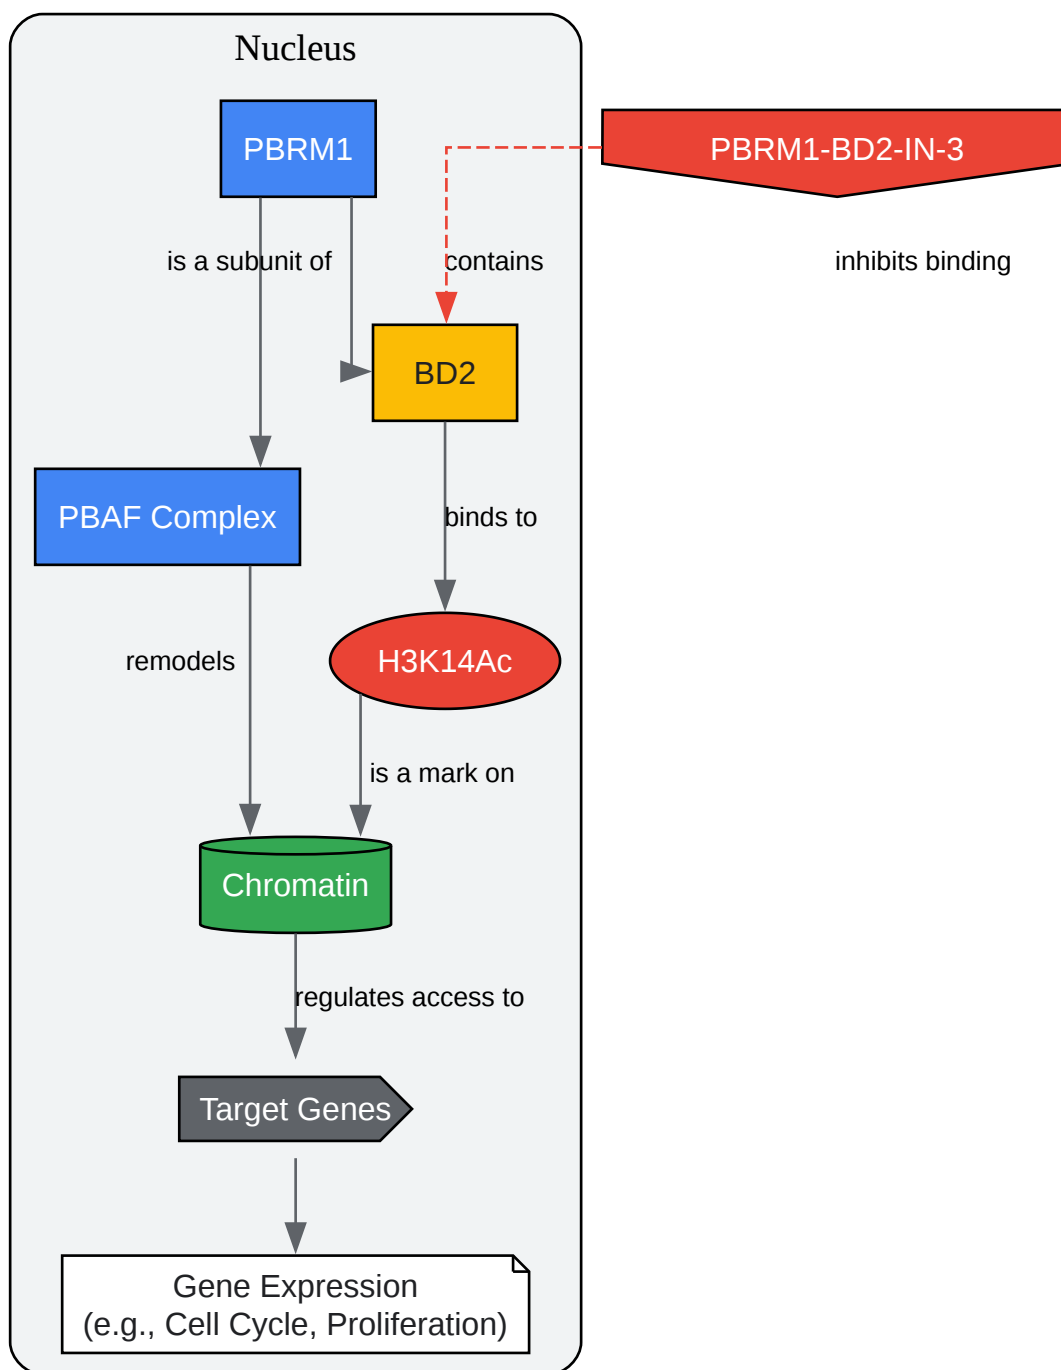 Nucleus
PBRM1
PBRM1-BD2-IN-3
is a subunit of
contains
inhibits binding
BD2
PBAF Complex
binds to
remodels
H3K14Ac
is a mark on
Chromatin
regulates access to
Target Genes
Gene Expression
(e.g., Cell Cycle, Proliferation)